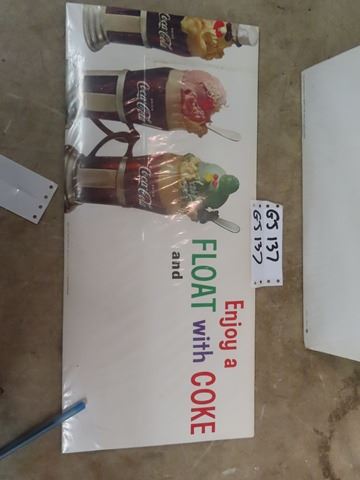 Enjoy a
FLOAT with COKE
and
Coca-Cola
Coca-Cola
Coca-Cola
GS 137
GS 137